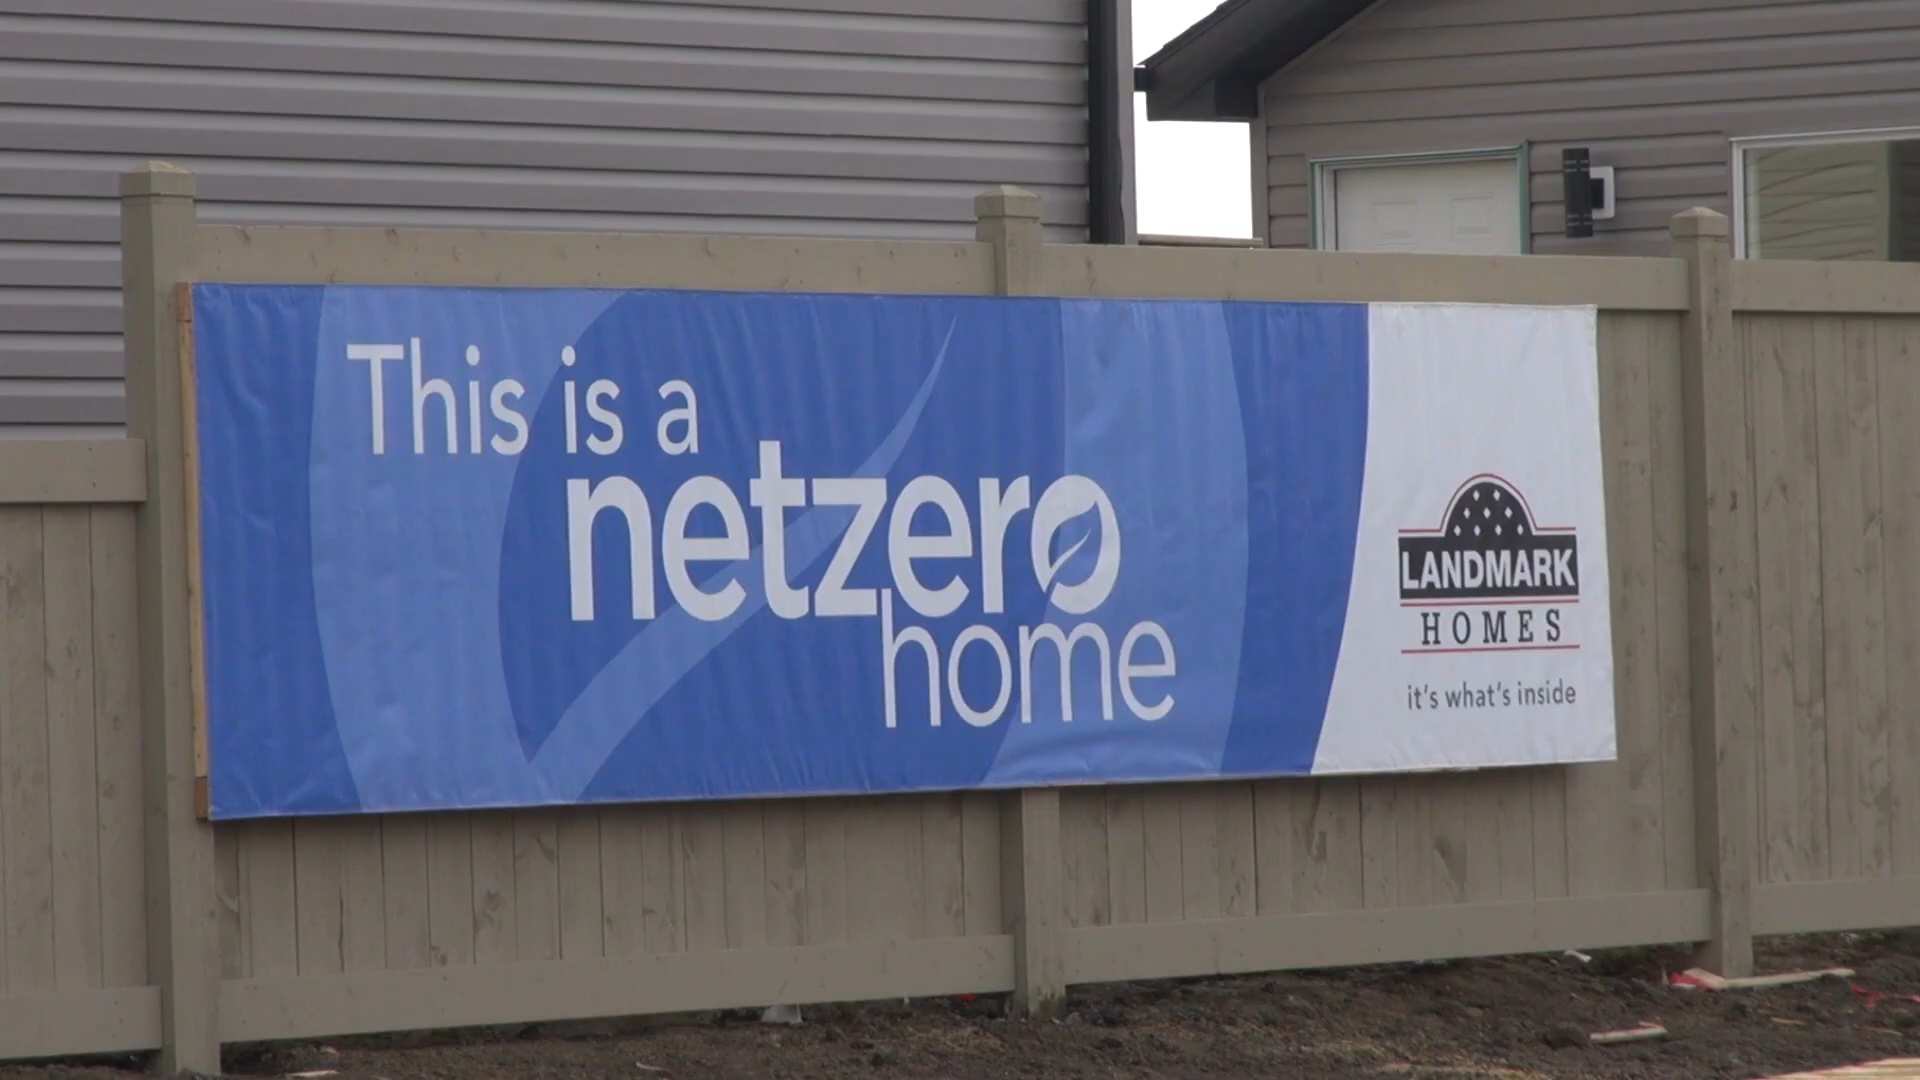 This is a
netzero
home
LANDMARK
HOMES
it's what's inside